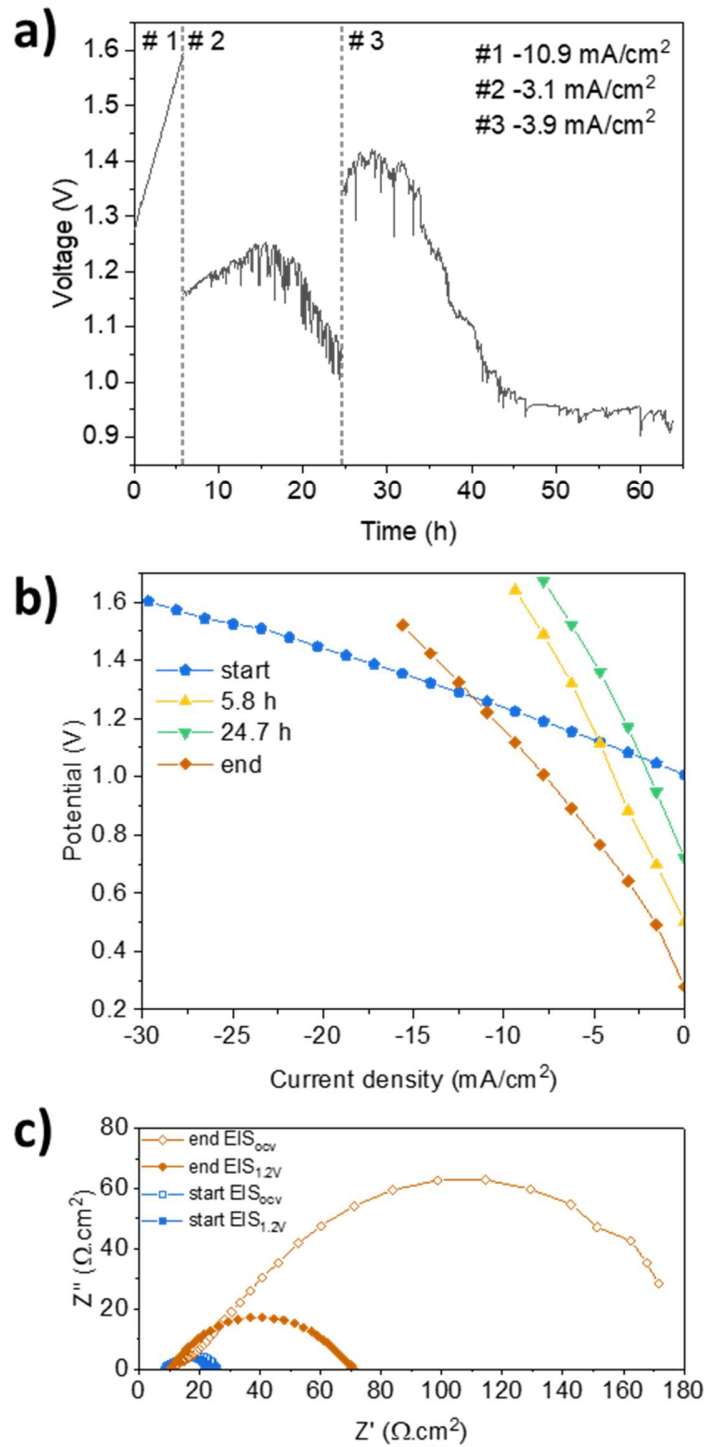 a)
# 1 # 2 # 3
#1 -10.9 mA/cm²
#2 -3.1 mA/cm²
#3 -3.9 mA/cm²
1.6
1.5
1.4
1.3
1.2
1.1
1.0
0.9
Voltage (V)
0 10 20 30 40 50 60
Time (h)
b)
1.6
1.4
1.2
1.0
0.8
0.6
0.4
0.2
Potential (V)
start
5.8 h
24.7 h
end
-30 -25 -20 -15 -10 -5 0
Current density (mA/cm²)
c)
80
60
40
20
0
Z'' (Ω.cm²)
end EISocv
end EIS1.2V
start EISocv
start EIS1.2V
0 20 40 60 80 100 120 140 160 180
Z' (Ω.cm²)